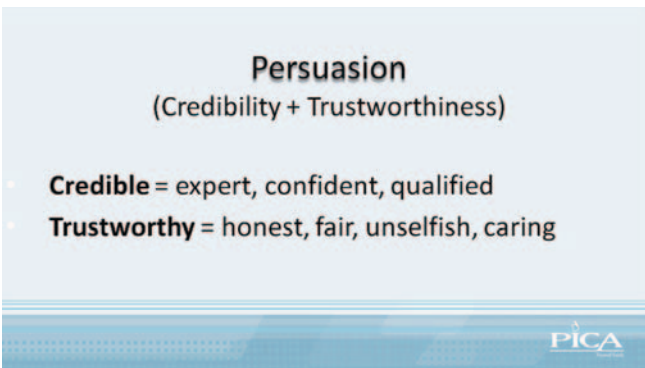 Persuasion
(Credibility + Trustworthiness)
Credible = expert, confident, qualified
Trustworthy = honest, fair, unselfish, caring
PICA